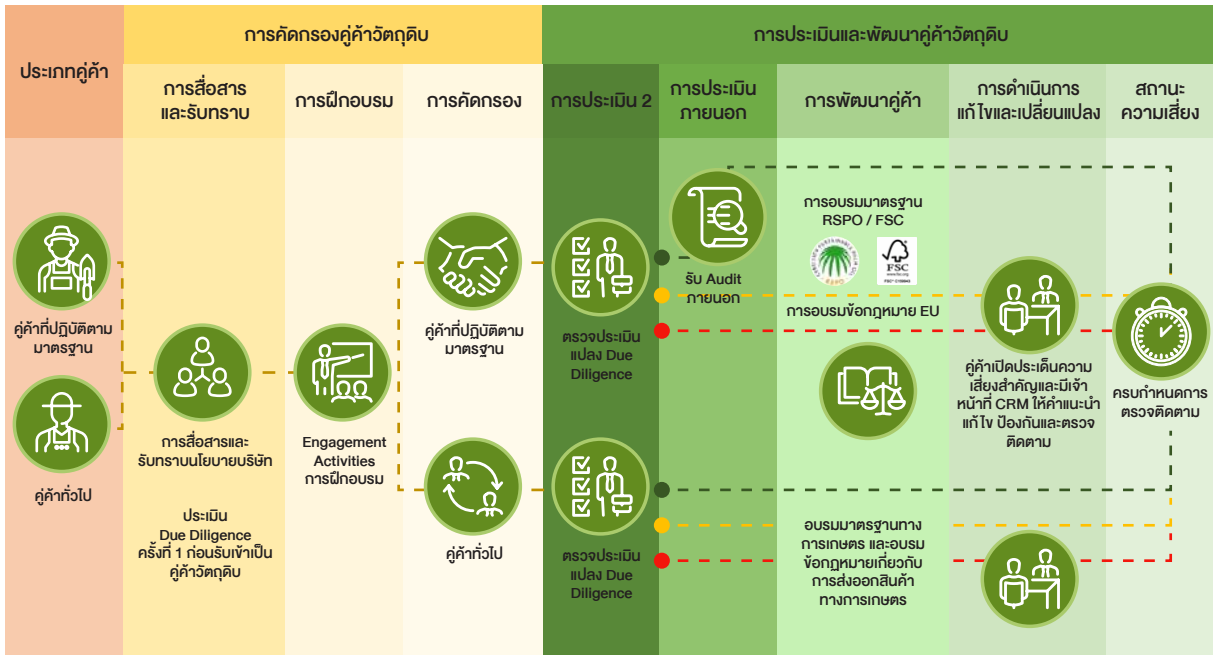 ประเภทคู่ค้า
การคัดกรองคู่ค้าวัตถุดิบ
การประเมินและพัฒนาคู่ค้าวัตถุดิบ
การสื่อสาร
และรับทราบ
การฝึกอบรม
การคัดกรอง
การประเมิน 2
การประเมิน
ภายนอก
การพัฒนาคู่ค้า
การดำเนินการ
แก้ไขและเปลี่ยนแปลง
สถานะ
ความเสี่ยง
คู่ค้าที่ปฏิบัติตาม
มาตรฐาน
คู่ค้าทั่วไป
การสื่อสารและ
รับทราบนโยบายบริษัท
ประเมิน
Due Diligence
ครั้งที่ 1 ก่อนรับเข้าเป็น
คู่ค้าวัตถุดิบ
Engagement
Activities
การฝึกอบรม
คู่ค้าที่ปฏิบัติตาม
มาตรฐาน
คู่ค้าทั่วไป
ตรวจประเมิน
แปลง Due
Diligence
ตรวจประเมิน
แปลง Due
Diligence
รับ Audit
ภายนอก
การอบรมมาตรฐาน
RSPO / FSC
FSC
www.fsc.org
การอบรมข้อกฎหมาย EU
อบรมมาตรฐานทาง
การเกษตร และอบรม
ข้อกฎหมายเกี่ยวกับ
การส่งออกสินค้า
ทางการเกษตร
คู่ค้าเปิดประเด็นความ
เสี่ยงสำคัญและมีเจ้า
หน้าที่ CRM ให้คำแนะนำ
แก้ไข ป้องกันและตรวจ
ติดตาม
ครบกำหนดการ
ตรวจติดตาม